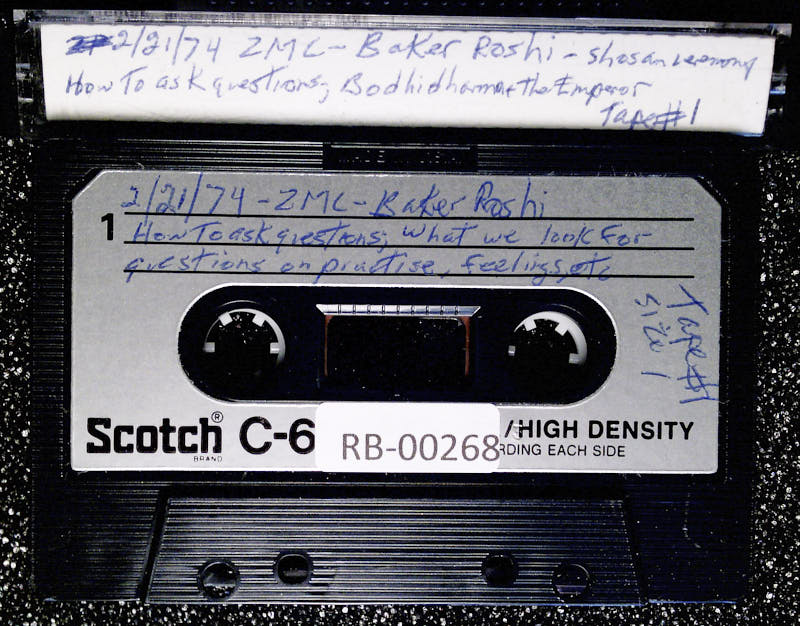 2/21/74 ZMC - Baker Roshi - shosan ceremony
How To ask questions; Bodhidharma + the Emperor
Tape #1
2/21/74 - ZMC - Baker Roshi
1
How To ask questions; what we look for
questions on practise, feelings, etc
Tape #1
side 1
Scotch® C-6
BRAND
RB-00268
/HIGH DENSITY
RDING EACH SIDE